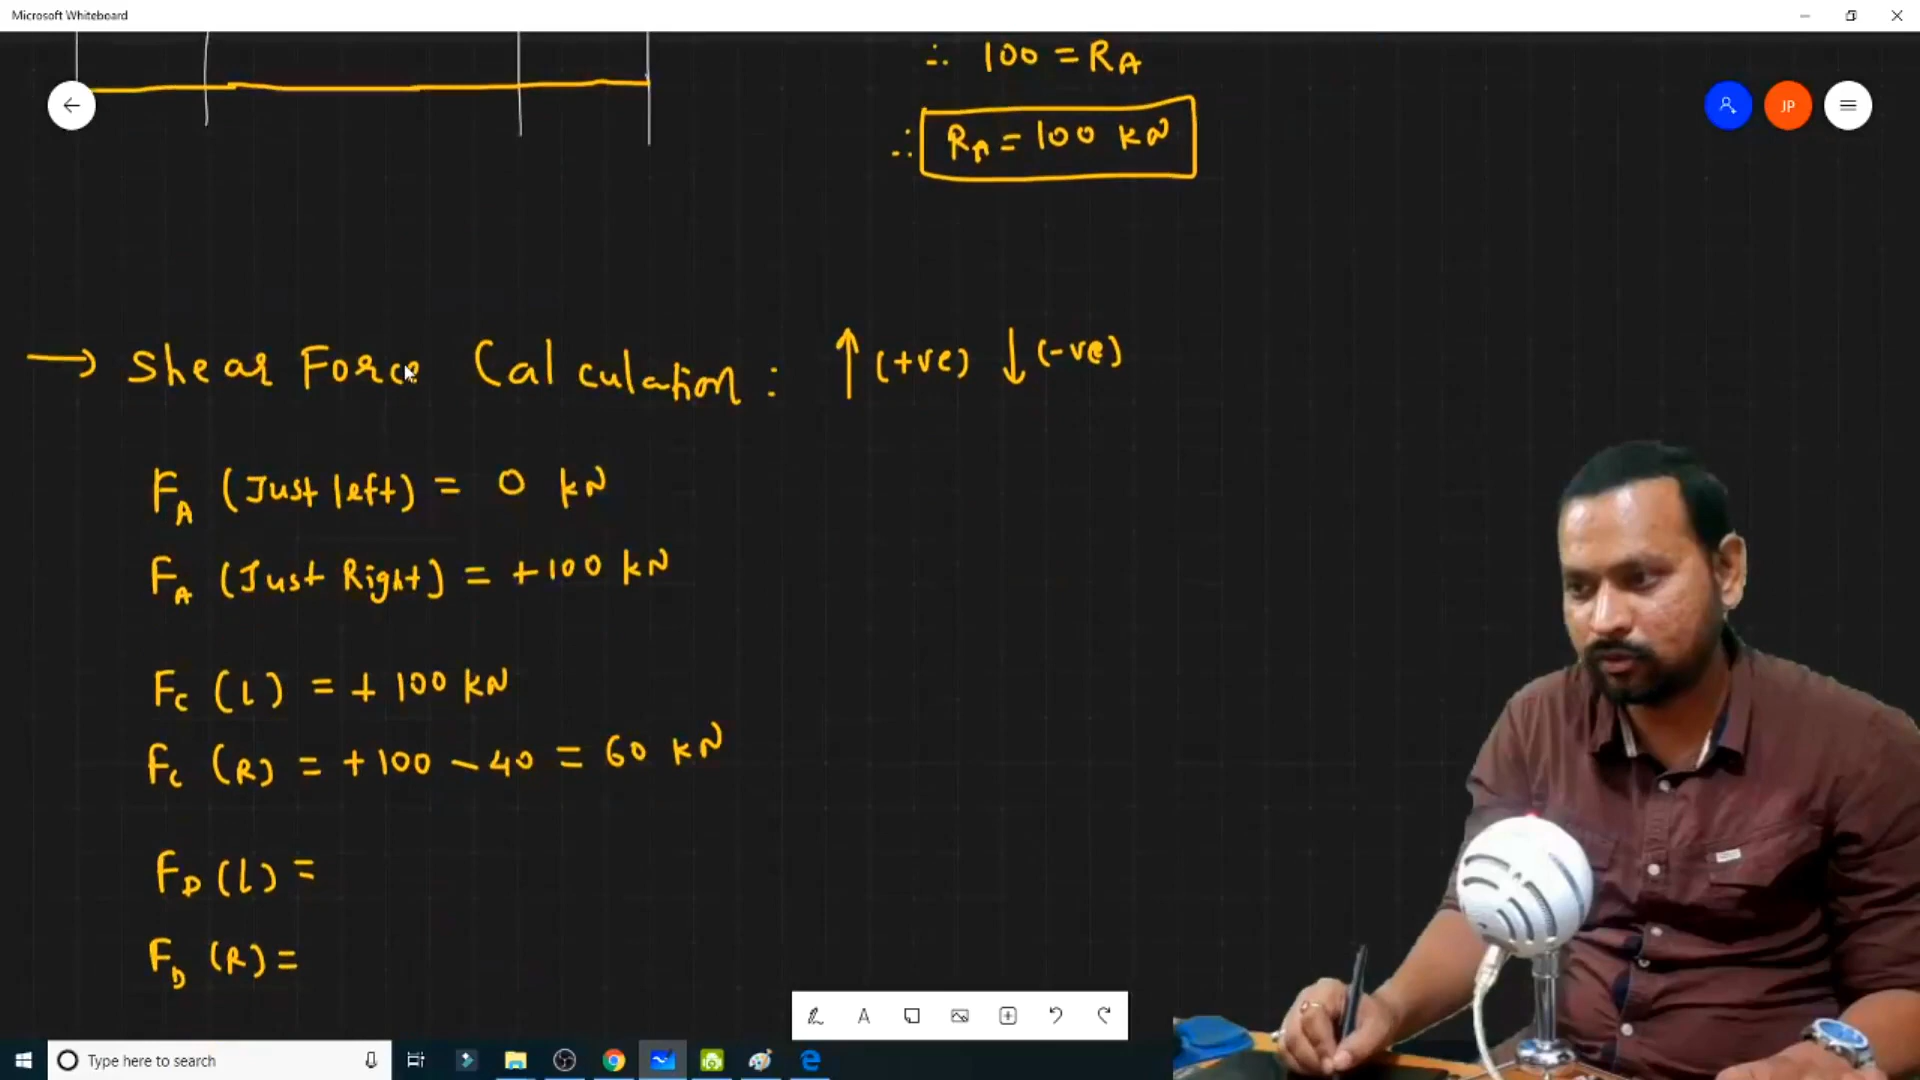 Microsoft Whiteboard
∴ 100 = RA
∴ RA = 100 kN
JP
→ Shear Force Calculation : ↑ (+ve) ↓ (-ve)
FA (Just left) = 0 kN
FA (Just Right) = +100 kN
Fc (L) = + 100 kN
Fc (R) = +100 - 40 = 60 kN
FD (L) =
FD (R) =
A
Type here to search